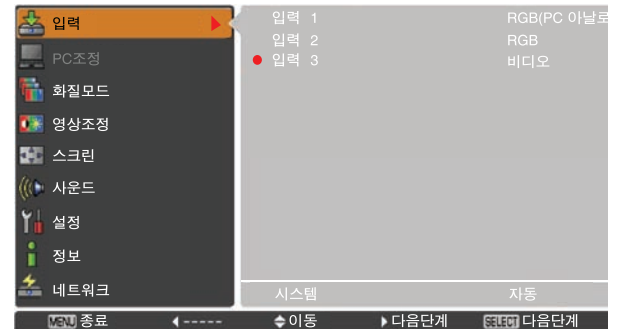 입력
PC조정
화질모드
영상조정
스크린
사운드
설정
정보
네트워크
입력 1 RGB(PC 아날로
입력 2 RGB
입력 3 비디오
시스템 자동
MENU 종료 ----- 이동 다음단계 SELECT 다음단계